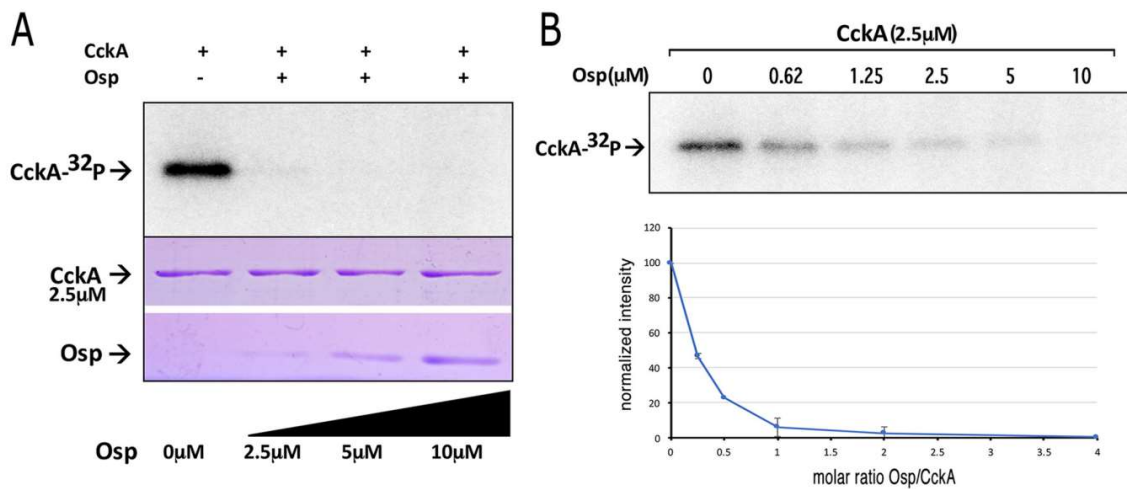 A
CckA + + + +
Osp - + + +
CckA-³²P →
CckA →
2.5µM
Osp →
Osp 0µM 2.5µM 5µM 10µM
B
CckA (2.5µM)
Osp(µM) 0 0.62 1.25 2.5 5 10
CckA-³²P →
120
100
80
60
40
20
0
normalized intensity
0 0.5 1 1.5 2 2.5 3 3.5 4
molar ratio Osp/CckA